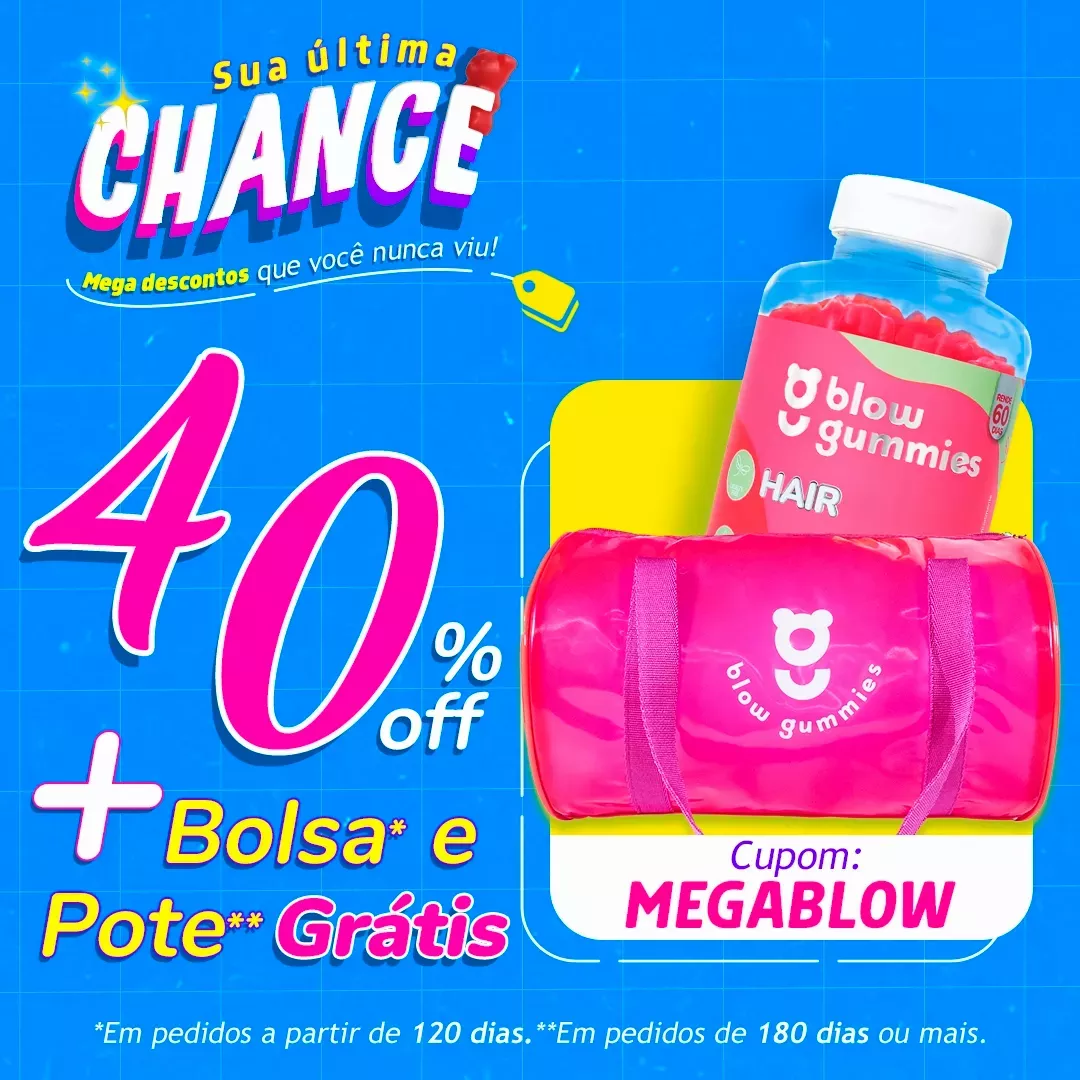 Sua última
CHANCE
Mega descontos que você nunca viu!
40
%
off
+ Bolsa* e
Pote** Grátis
blow
gummies
RENDE
60
DIAS
HAIR
blow gummies
Cupom:
MEGABLOW
*Em pedidos a partir de 120 dias.**Em pedidos de 180 dias ou mais.